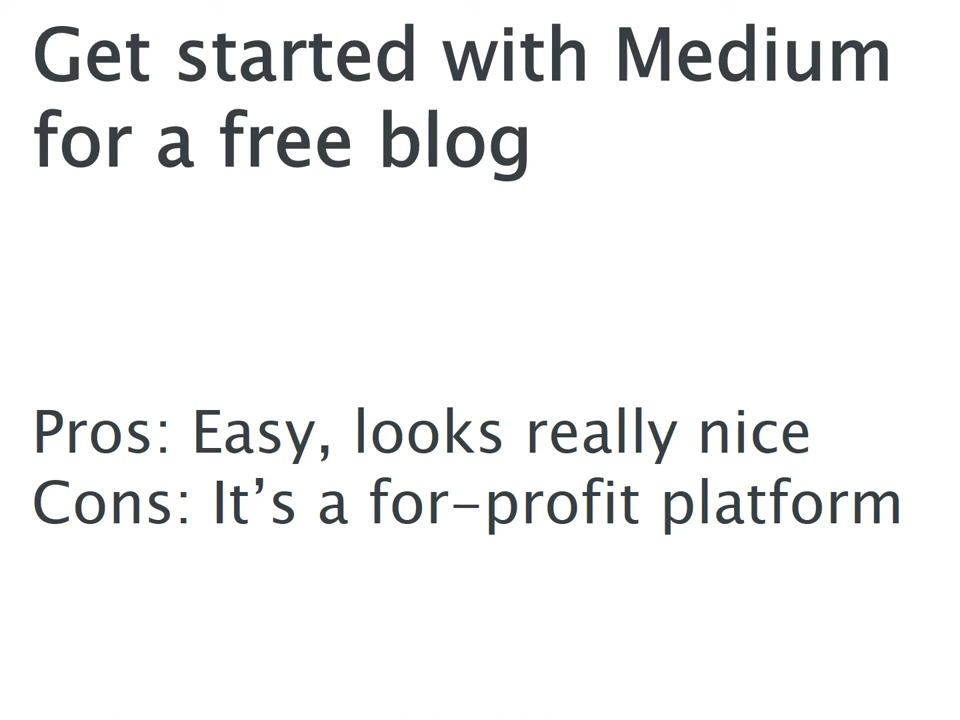 Get started with Medium
for a free blog
Pros: Easy, looks really nice
Cons: It’s a for-profit platform